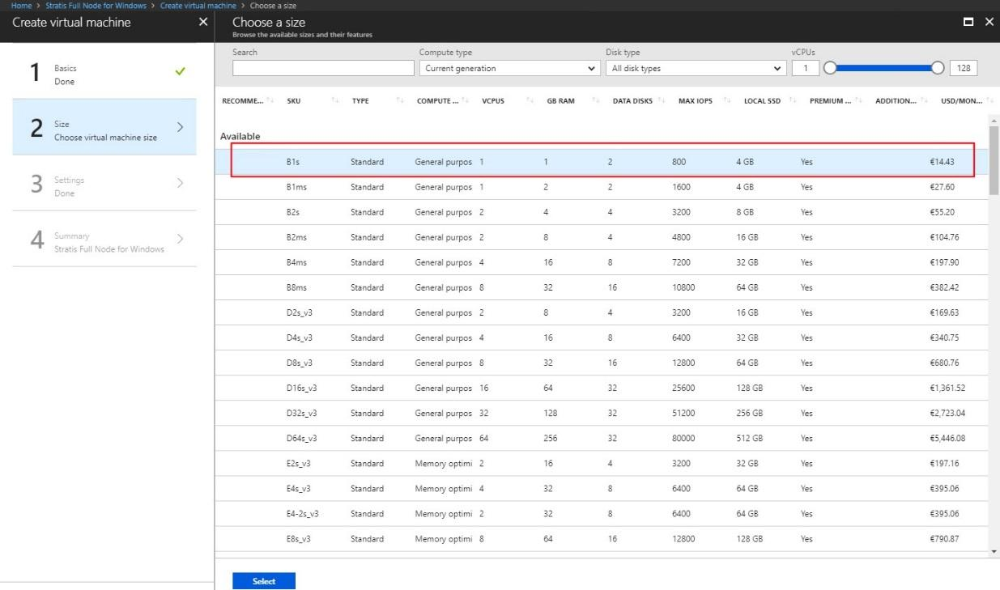 Home > Stratis Full Node for Windows > Create virtual machine > Choose a size
Create virtual machine
1 Basics
Done
2 Size
Choose virtual machine size
3 Settings
Done
4 Summary
Stratis Full Node for Windows
Choose a size
Browse the available sizes and their features
Search Compute type Disk type vCPUs
Current generation All disk types 1 128
RECOMME... SKU TYPE COMPUTE ... VCPUS GB RAM DATA DISKS MAX IOPS LOCAL SSD PREMIUM ... ADDITION... USD/MON...
Available
B1s Standard General purpos 1 1 2 800 4 GB Yes €14.43
B1ms Standard General purpos 1 2 2 1600 4 GB Yes €27.60
B2s Standard General purpos 2 4 4 3200 8 GB Yes €55.20
B2ms Standard General purpos 2 8 4 4800 16 GB Yes €104.76
B4ms Standard General purpos 4 16 8 7200 32 GB Yes €197.90
B8ms Standard General purpos 8 32 16 10800 64 GB Yes €382.42
D2s_v3 Standard General purpos 2 8 4 3200 16 GB Yes €169.63
D4s_v3 Standard General purpos 4 16 8 6400 32 GB Yes €340.75
D8s_v3 Standard General purpos 8 32 16 12800 64 GB Yes €680.76
D16s_v3 Standard General purpos 16 64 32 25600 128 GB Yes €1,361.52
D32s_v3 Standard General purpos 32 128 32 51200 256 GB Yes €2,723.04
D64s_v3 Standard General purpos 64 256 32 80000 512 GB Yes €5,446.08
E2s_v3 Standard Memory optimi 2 16 4 3200 32 GB Yes €197.16
E4s_v3 Standard Memory optimi 4 32 8 6400 64 GB Yes €395.06
E4-2s_v3 Standard Memory optimi 2 32 8 6400 64 GB Yes €395.06
E8s_v3 Standard Memory optimi 8 64 16 12800 128 GB Yes €790.87
Select